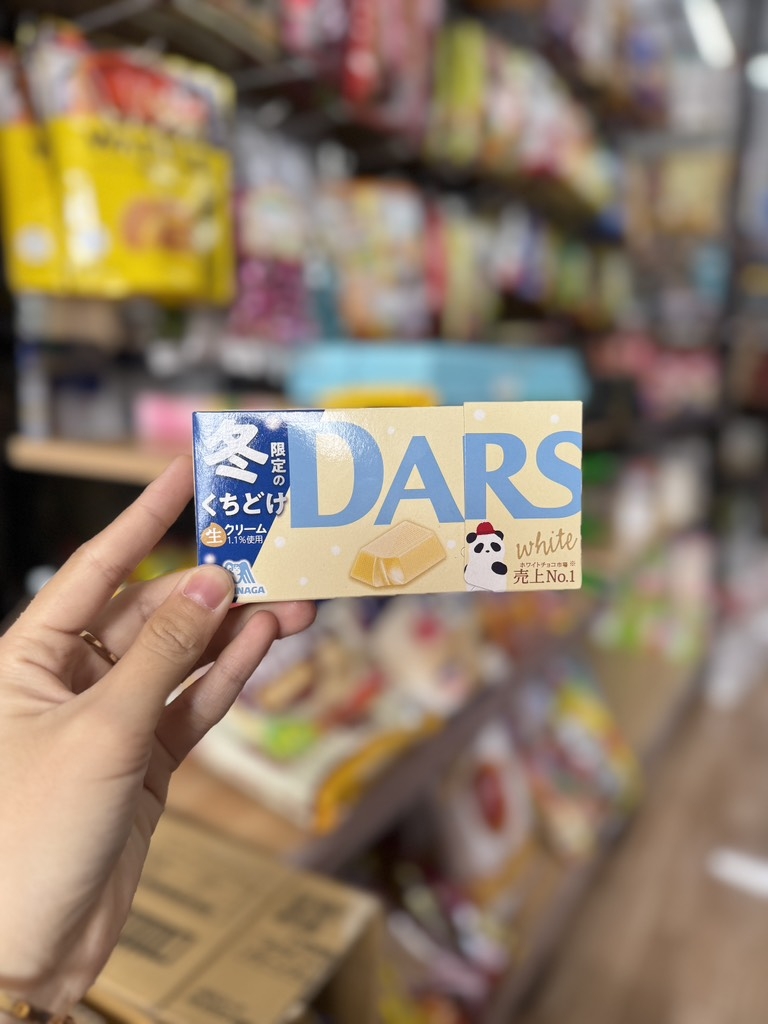 冬
限定の
くちどけ
生
クリーム
1.1%使用
NAGA
DARS
white
ホワイトチョコ市場※
売上No.1